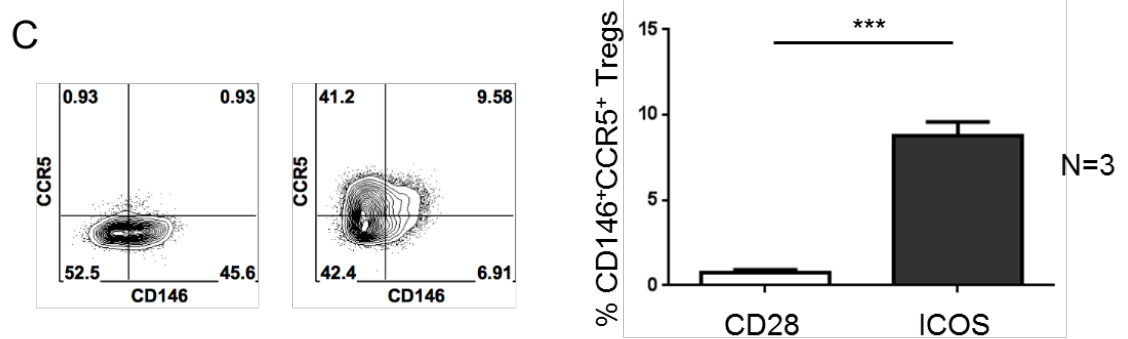 C
0.93 0.93
CCR5
52.5 45.6
CD146
41.2 9.58
CCR5
42.4 6.91
CD146
% CD146⁺CCR5⁺ Tregs
15
10
5
0
***
CD28 ICOS
N=3